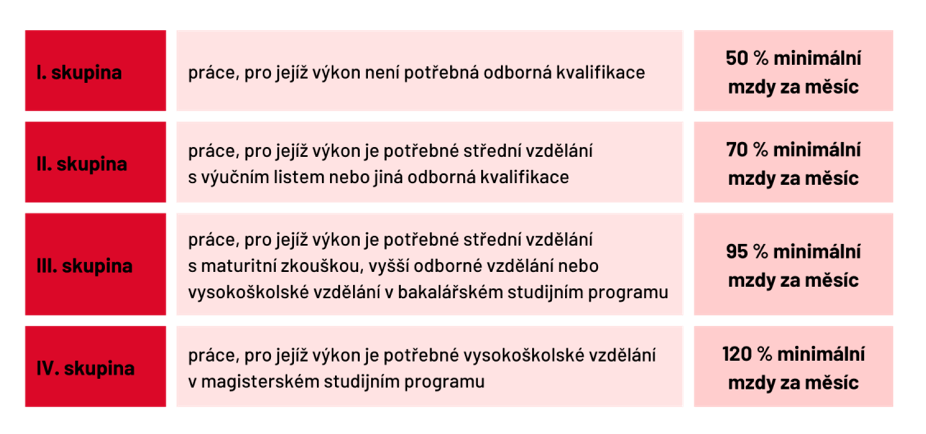 I. skupina
práce, pro jejíž výkon není potřebná odborná kvalifikace
50 % minimální
mzdy za měsíc
II. skupina
práce, pro jejíž výkon je potřebné střední vzdělání
s výučním listem nebo jiná odborná kvalifikace
70 % minimální
mzdy za měsíc
III. skupina
práce, pro jejíž výkon je potřebné střední vzdělání
s maturitní zkouškou, vyšší odborné vzdělání nebo
vysokoškolské vzdělání v bakalářském studijním programu
95 % minimální
mzdy za měsíc
IV. skupina
práce, pro jejíž výkon je potřebné vysokoškolské vzdělání
v magisterském studijním programu
120 % minimální
mzdy za měsíc